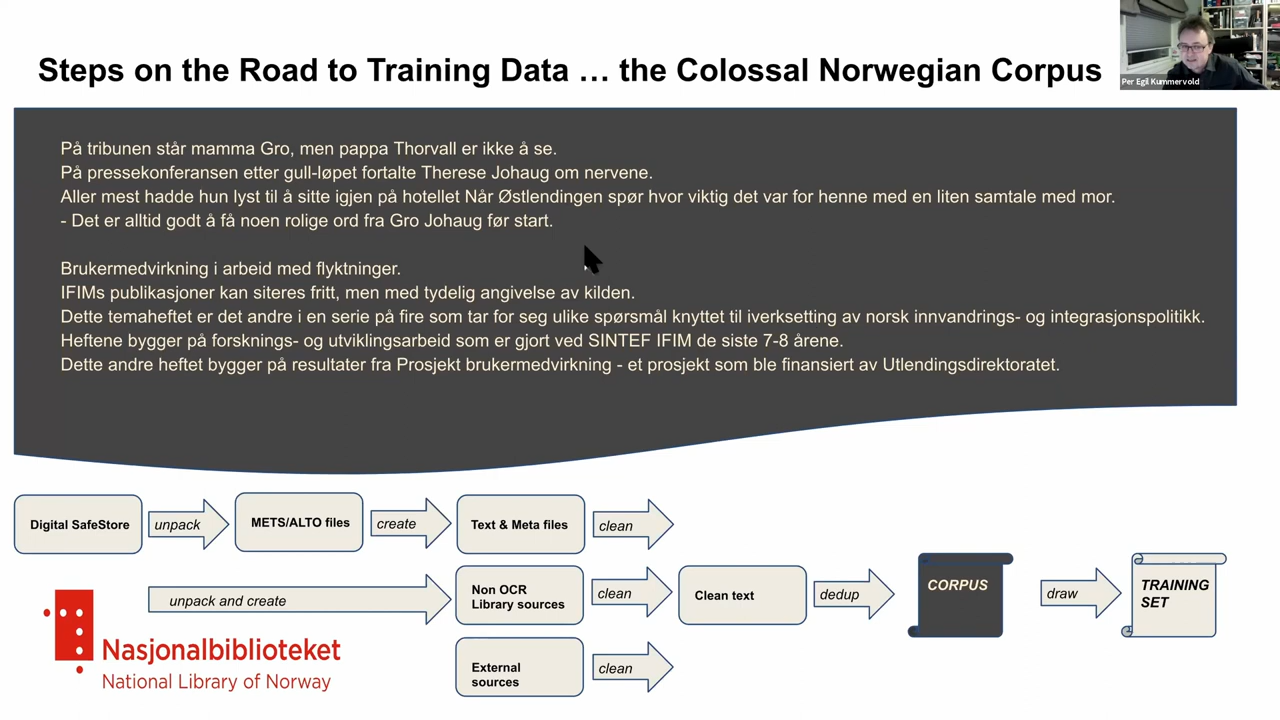 Steps on the Road to Training Data … the Colossal Norwegian Corpus
Per Egil Kummervold
På tribunen står mamma Gro, men pappa Thorvall er ikke å se.
På pressekonferansen etter gull-løpet fortalte Therese Johaug om nervene.
Aller mest hadde hun lyst til å sitte igjen på hotellet Når Østlendingen spør hvor viktig det var for henne med en liten samtale med mor.
- Det er alltid godt å få noen rolige ord fra Gro Johaug før start.
Brukermedvirkning i arbeid med flyktninger.
IFIMs publikasjoner kan siteres fritt, men med tydelig angivelse av kilden.
Dette temaheftet er det andre i en serie på fire som tar for seg ulike spørsmål knyttet til iverksetting av norsk innvandrings- og integrasjonspolitikk.
Heftene bygger på forsknings- og utviklingsarbeid som er gjort ved SINTEF IFIM de siste 7-8 årene.
Dette andre heftet bygger på resultater fra Prosjekt brukermedvirkning - et prosjekt som ble finansiert av Utlendingsdirektoratet.
Digital SafeStore
unpack
METS/ALTO files
create
Text & Meta files
clean
unpack and create
Non OCR
Library sources
clean
Clean text
dedup
CORPUS
draw
TRAINING
SET
External
sources
clean
Nasjonalbiblioteket
National Library of Norway